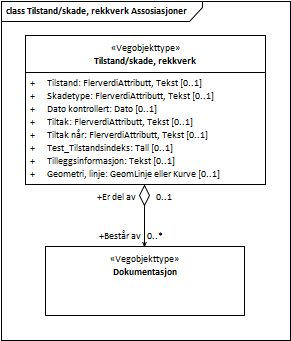 class Tilstand/skade, rekkverk Assosiasjoner
«Vegobjekttype»
Tilstand/skade, rekkverk
+ Tilstand: FlerverdiAttributt, Tekst [0..1]
+ Skadetype: FlerverdiAttributt, Tekst [0..1]
+ Dato kontrollert: Dato [0..1]
+ Tiltak: FlerverdiAttributt, Tekst [0..1]
+ Tiltak når: FlerverdiAttributt, Tekst [0..1]
+ Test_Tilstandsindeks: Tall [0..1]
+ Tilleggsinformasjon: Tekst [0..1]
+ Geometri, linje: GeomLinje eller Kurve [0..1]
+Er del av 0..1
+Består av 0..*
«Vegobjekttype»
Dokumentasjon